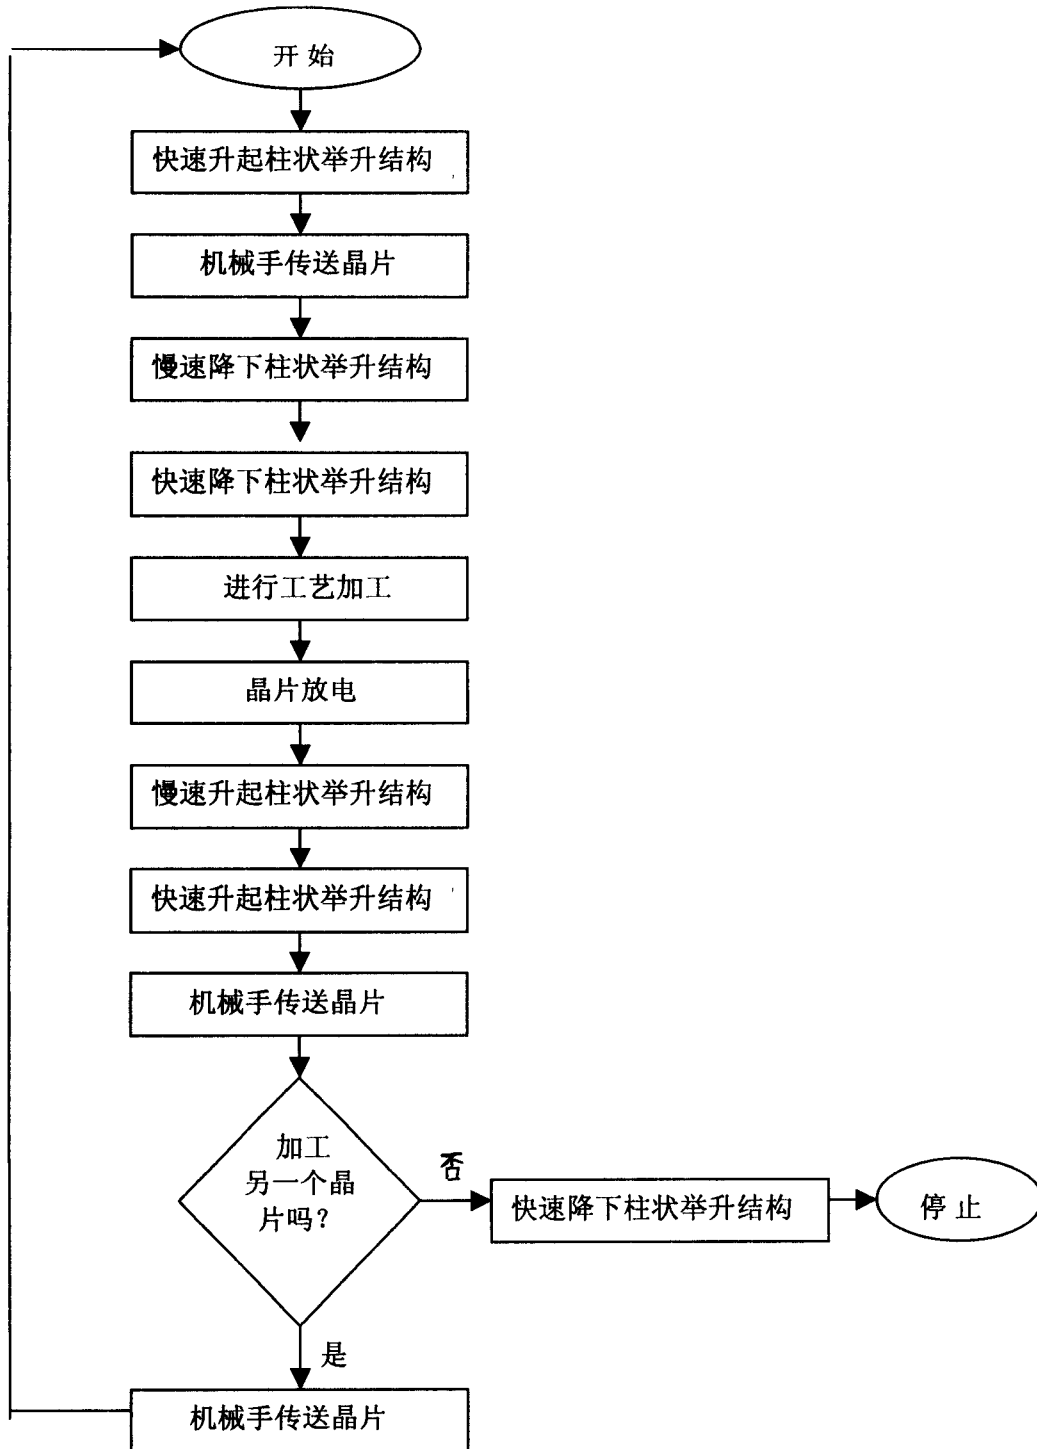 开始
快速升起柱状举升结构
机械手传送晶片
慢速降下柱状举升结构
快速降下柱状举升结构
进行工艺加工
晶片放电
慢速升起柱状举升结构
快速升起柱状举升结构
机械手传送晶片
加工
另一个晶
片吗?
否
快速降下柱状举升结构
停止
是
机械手传送晶片